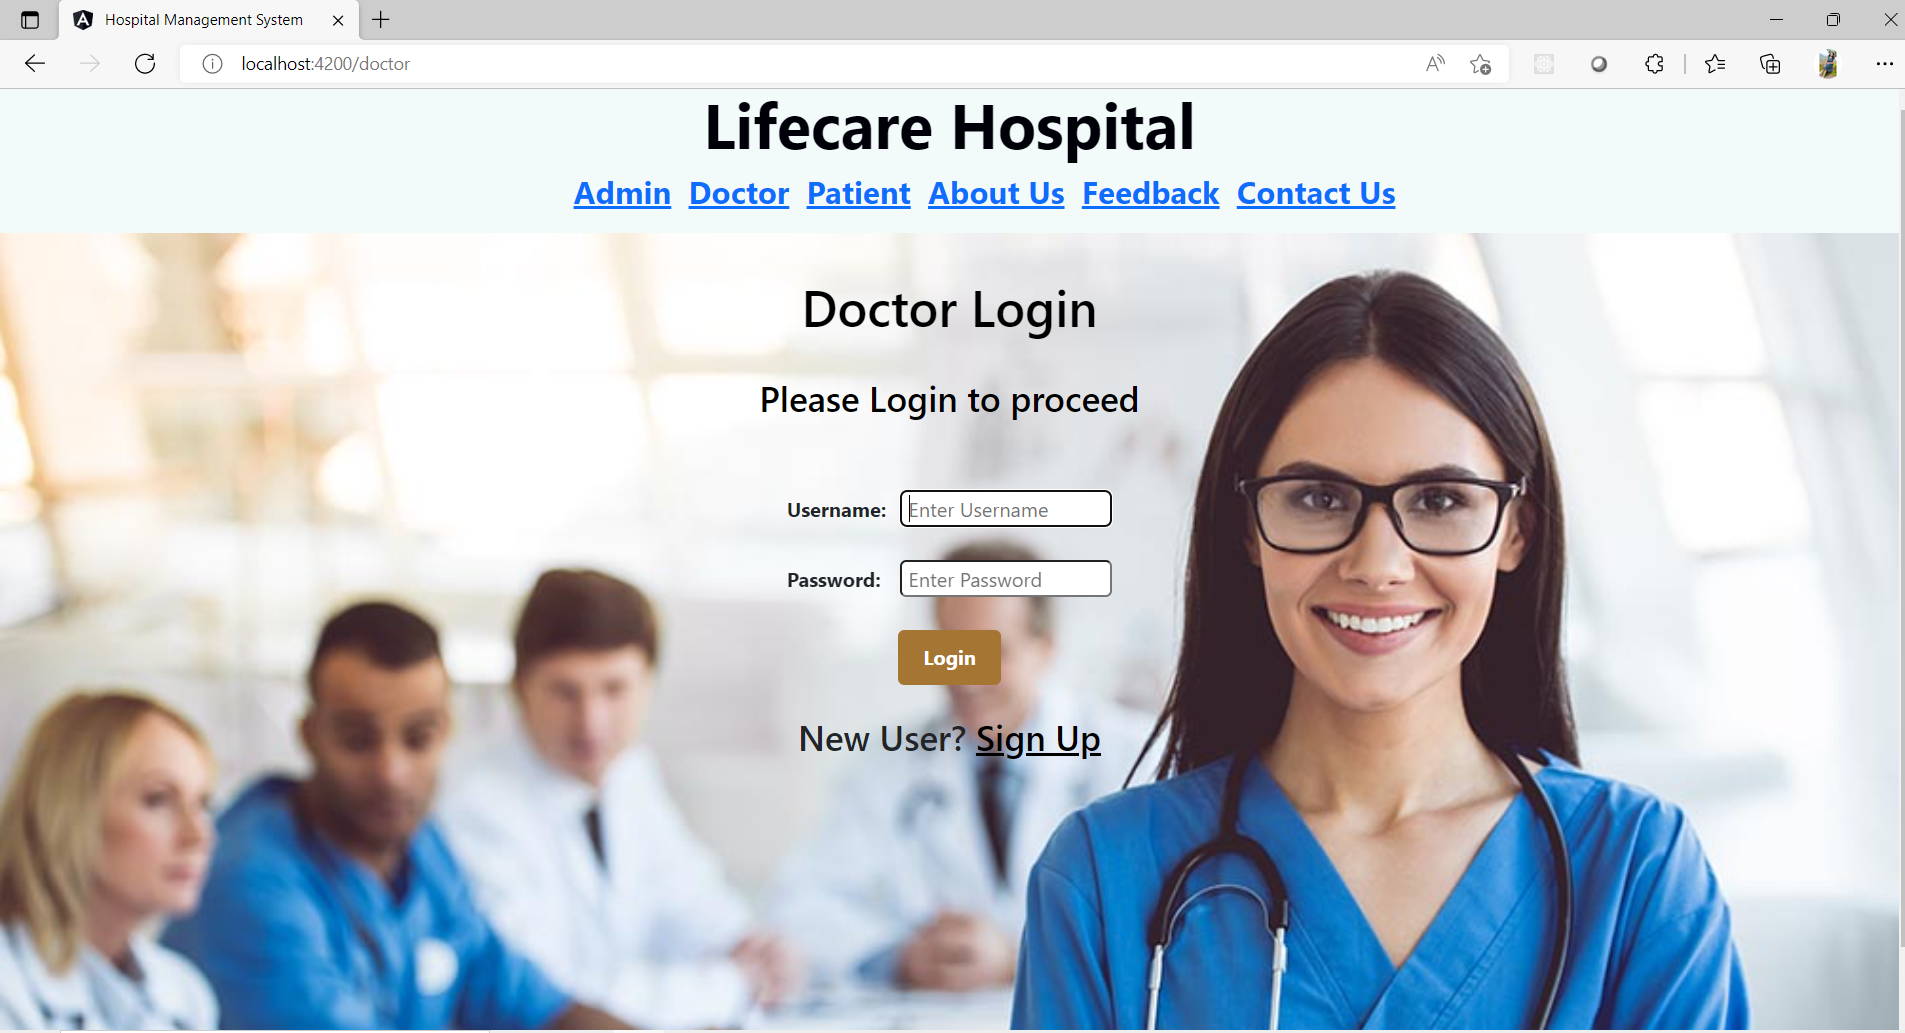 Hospital Management System
localhost:4200/doctor
Lifecare Hospital
Admin Doctor Patient About Us Feedback Contact Us
Doctor Login
Please Login to proceed
Username: Enter Username
Password: Enter Password
Login
New User? Sign Up